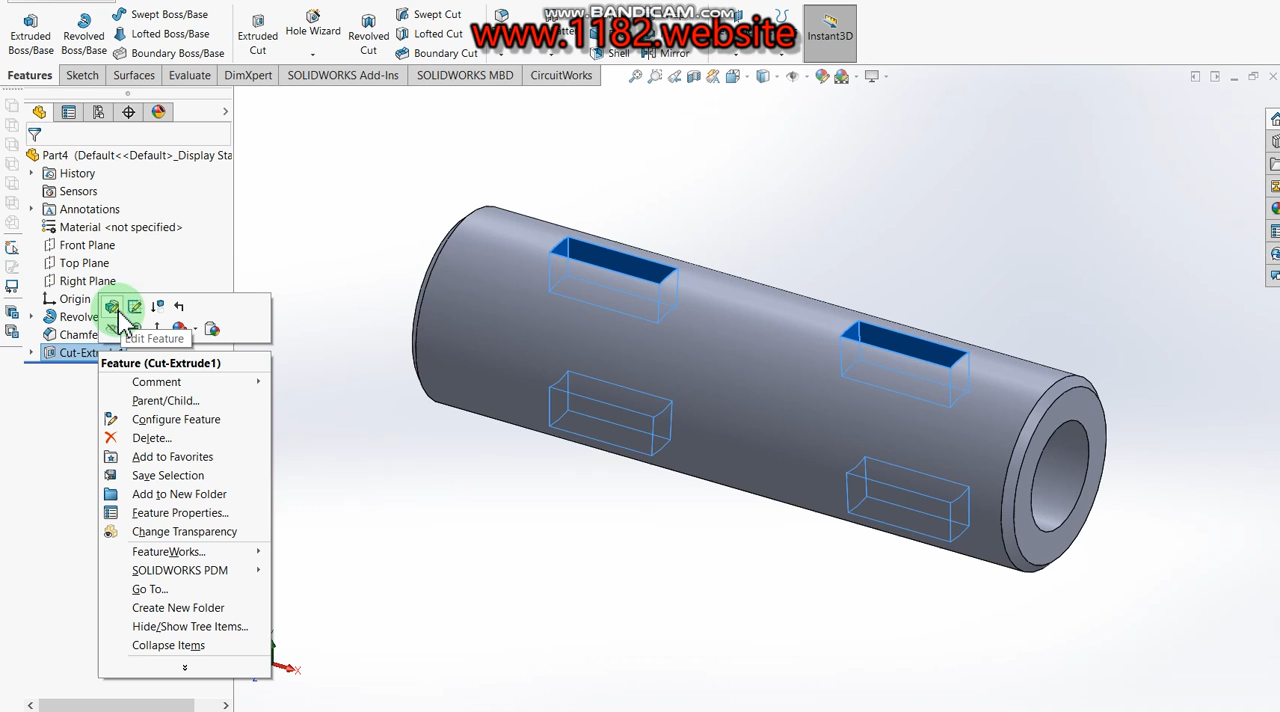 www.BANDICAM.com
www.1182.website
Extruded Boss/Base
Revolved Boss/Base
Swept Boss/Base
Lofted Boss/Base
Boundary Boss/Base
Extruded Cut
Hole Wizard
Revolved Cut
Swept Cut
Lofted Cut
Boundary Cut
Shell
Mirror
Instant3D
Features
Sketch
Surfaces
Evaluate
DimXpert
SOLIDWORKS Add-Ins
SOLIDWORKS MBD
CircuitWorks
Part4 (Default<<Default>_Display Sta
History
Sensors
Annotations
Material <not specified>
Front Plane
Top Plane
Right Plane
Origin
Revolve
Chamfe
Cut-Extrude1
Edit Feature
Feature (Cut-Extrude1)
Comment
Parent/Child...
Configure Feature
Delete...
Add to Favorites
Save Selection
Add to New Folder
Feature Properties...
Change Transparency
FeatureWorks...
SOLIDWORKS PDM
Go To...
Create New Folder
Hide/Show Tree Items...
Collapse Items
X